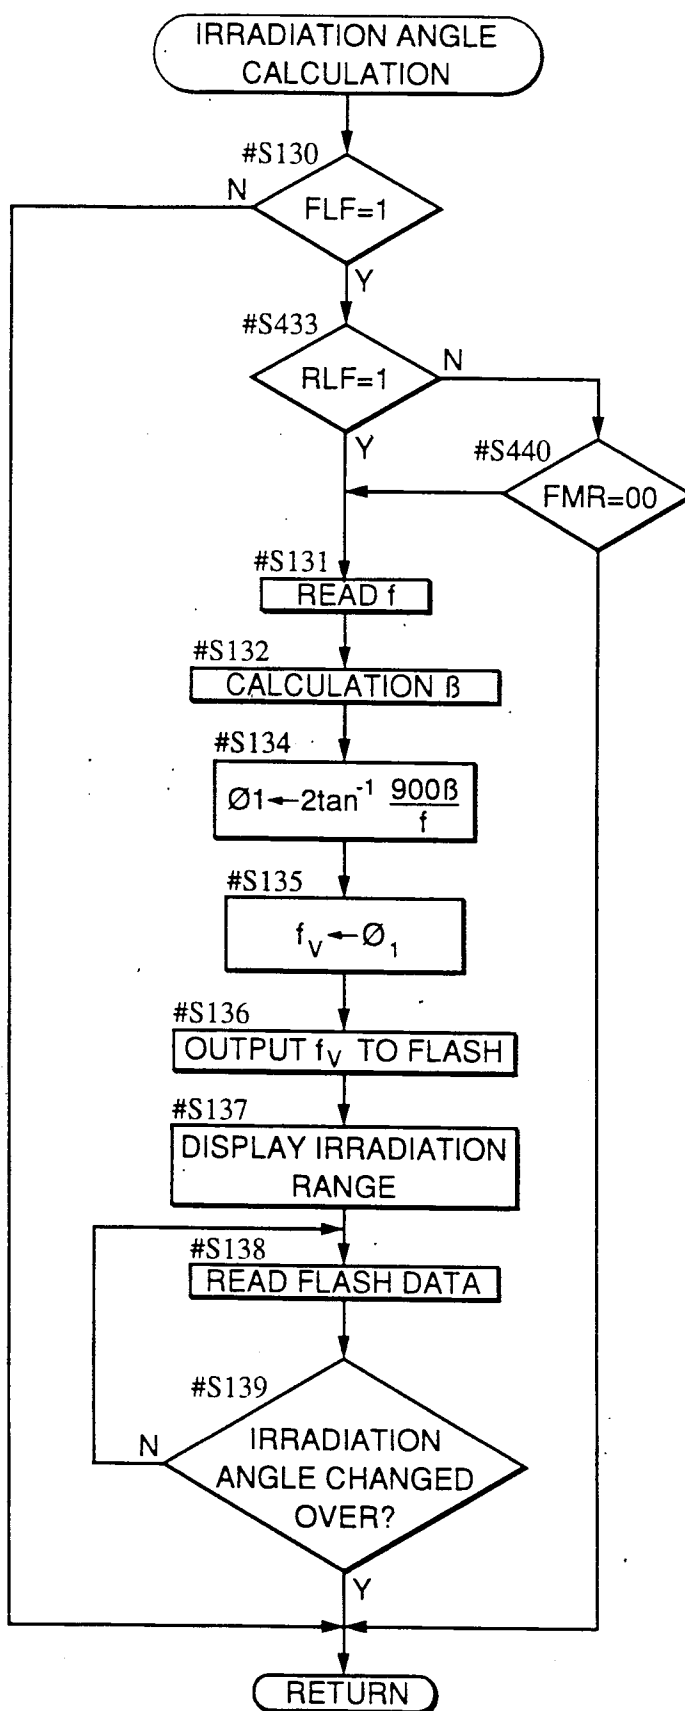 IRRADIATION ANGLE
CALCULATION
#S130
N
FLF=1
Y
#S433
RLF=1
N
Y
#S440
FMR=00
#S131
READ f
#S132
CALCULATION ß
#S134
Ø1←2tan⁻¹ 900ß/f
#S135
f_V←Ø₁
#S136
OUTPUT f_V TO FLASH
#S137
DISPLAY IRRADIATION
RANGE
#S138
READ FLASH DATA
#S139
N
IRRADIATION
ANGLE CHANGED
OVER?
Y
RETURN